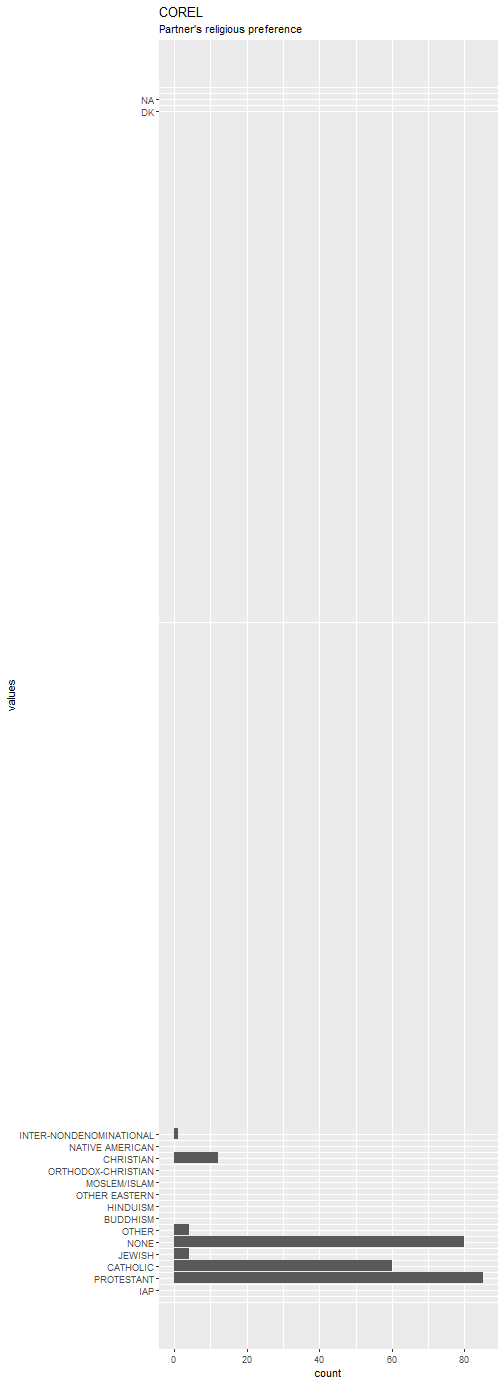 COREL
Partner's religious preference
NA
DK
values
INTER-NONDENOMINATIONAL
NATIVE AMERICAN
CHRISTIAN
ORTHODOX-CHRISTIAN
MOSLEM/ISLAM
OTHER EASTERN
HINDUISM
BUDDHISM
OTHER
NONE
JEWISH
CATHOLIC
PROTESTANT
IAP
0 20 40 60 80
count